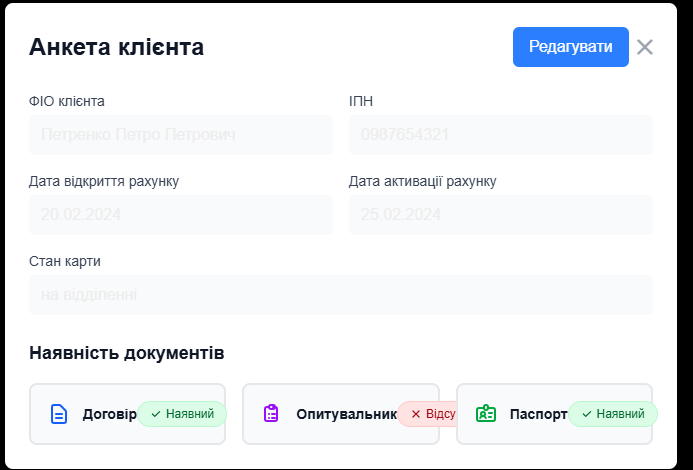 Анкета клієнта
Редагувати
ФІО клієнта
ІПН
Петренко Петро Петрович
0987654321
Дата відкриття рахунку
Дата активації рахунку
20.02.2024
25.02.2024
Стан карти
на відділенні
Наявність документів
Договір
Наявний
Опитувальник
Відсу
Паспорт
Наявний